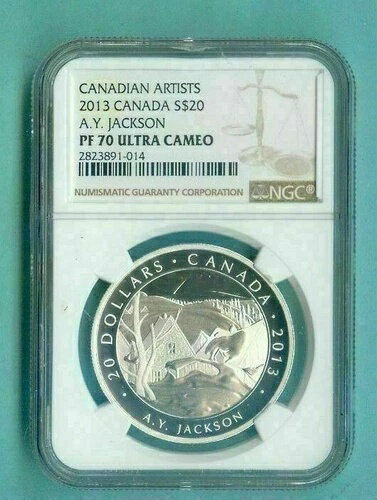 CANADIAN ARTISTS
2013 CANADA S$20
A.Y. JACKSON
PF 70 ULTRA CAMEO
2823891-014
NUMISMATIC GUARANTY CORPORATION
NGC®
20 DOLLARS • CANADA • 2013 •
A.Y. JACKSON